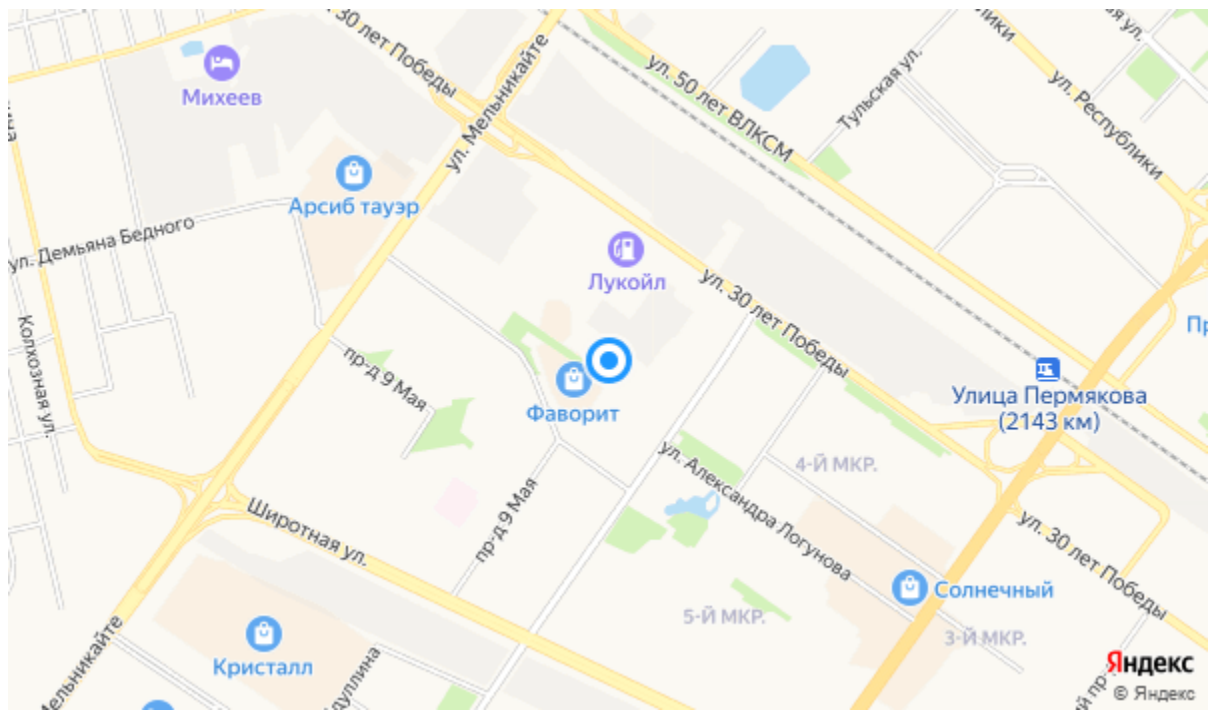 30 лет Победы
ул. Мельникайте
ул. 50 лет ВЛКСМ
Тульская ул.
ул. Республики
Михеев
Арсиб тауэр
ул. Демьяна Бедного
Лукойл
ул. 30 лет Победы
Колхозная ул.
пр-д 9 Мая
Фаворит
Улица Пермякова
(2143 км)
ул. Александра Логунова
4-Й МКР.
Широтная ул.
пр-д 9 Мая
ул. 30 лет Победы
Солнечный
5-Й МКР.
3-Й МКР.
Кристалл
Мельникайте
Яндекс
© Яндекс